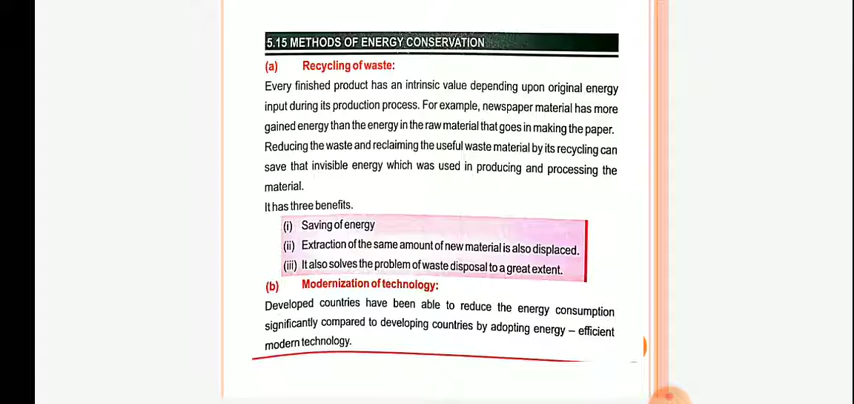 5.15 METHODS OF ENERGY CONSERVATION
(a) Recycling of waste:
Every finished product has an intrinsic value depending upon original energy
input during its production process. For example, newspaper material has more
gained energy than the energy in the raw material that goes in making the paper.
Reducing the waste and reclaiming the useful waste material by its recycling can
save that invisible energy which was used in producing and processing the
material.
It has three benefits.
(i) Saving of energy
(ii) Extraction of the same amount of new material is also displaced.
(iii) It also solves the problem of waste disposal to a great extent.
(b) Modernization of technology:
Developed countries have been able to reduce the energy consumption
significantly compared to developing countries by adopting energy – efficient
modern technology.